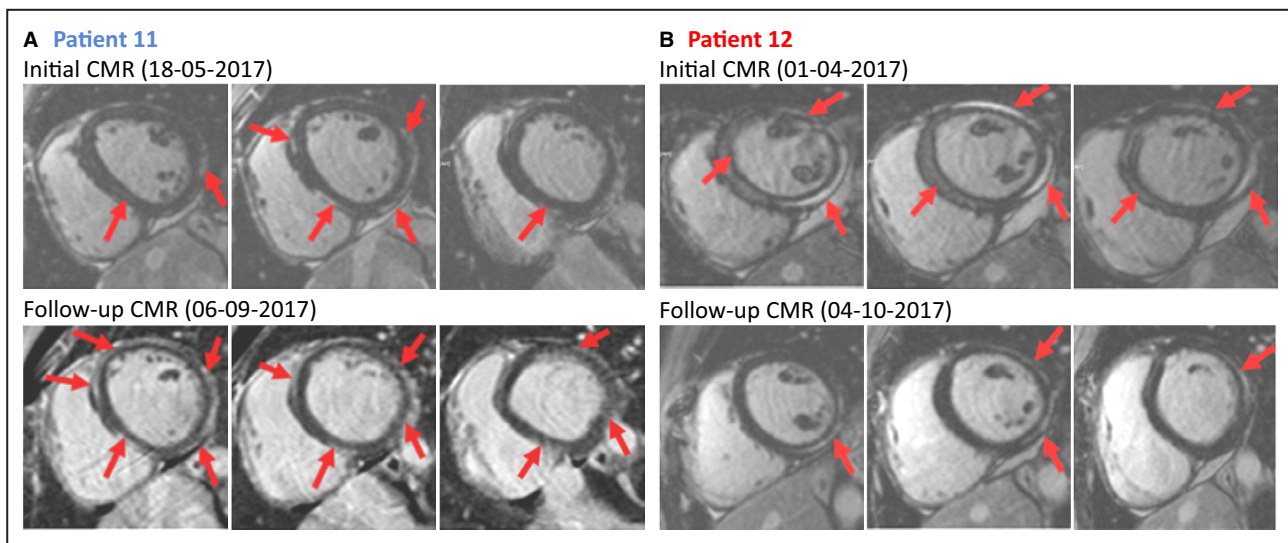 A Patient 11
Initial CMR (18-05-2017)
Follow-up CMR (06-09-2017)
B Patient 12
Initial CMR (01-04-2017)
Follow-up CMR (04-10-2017)